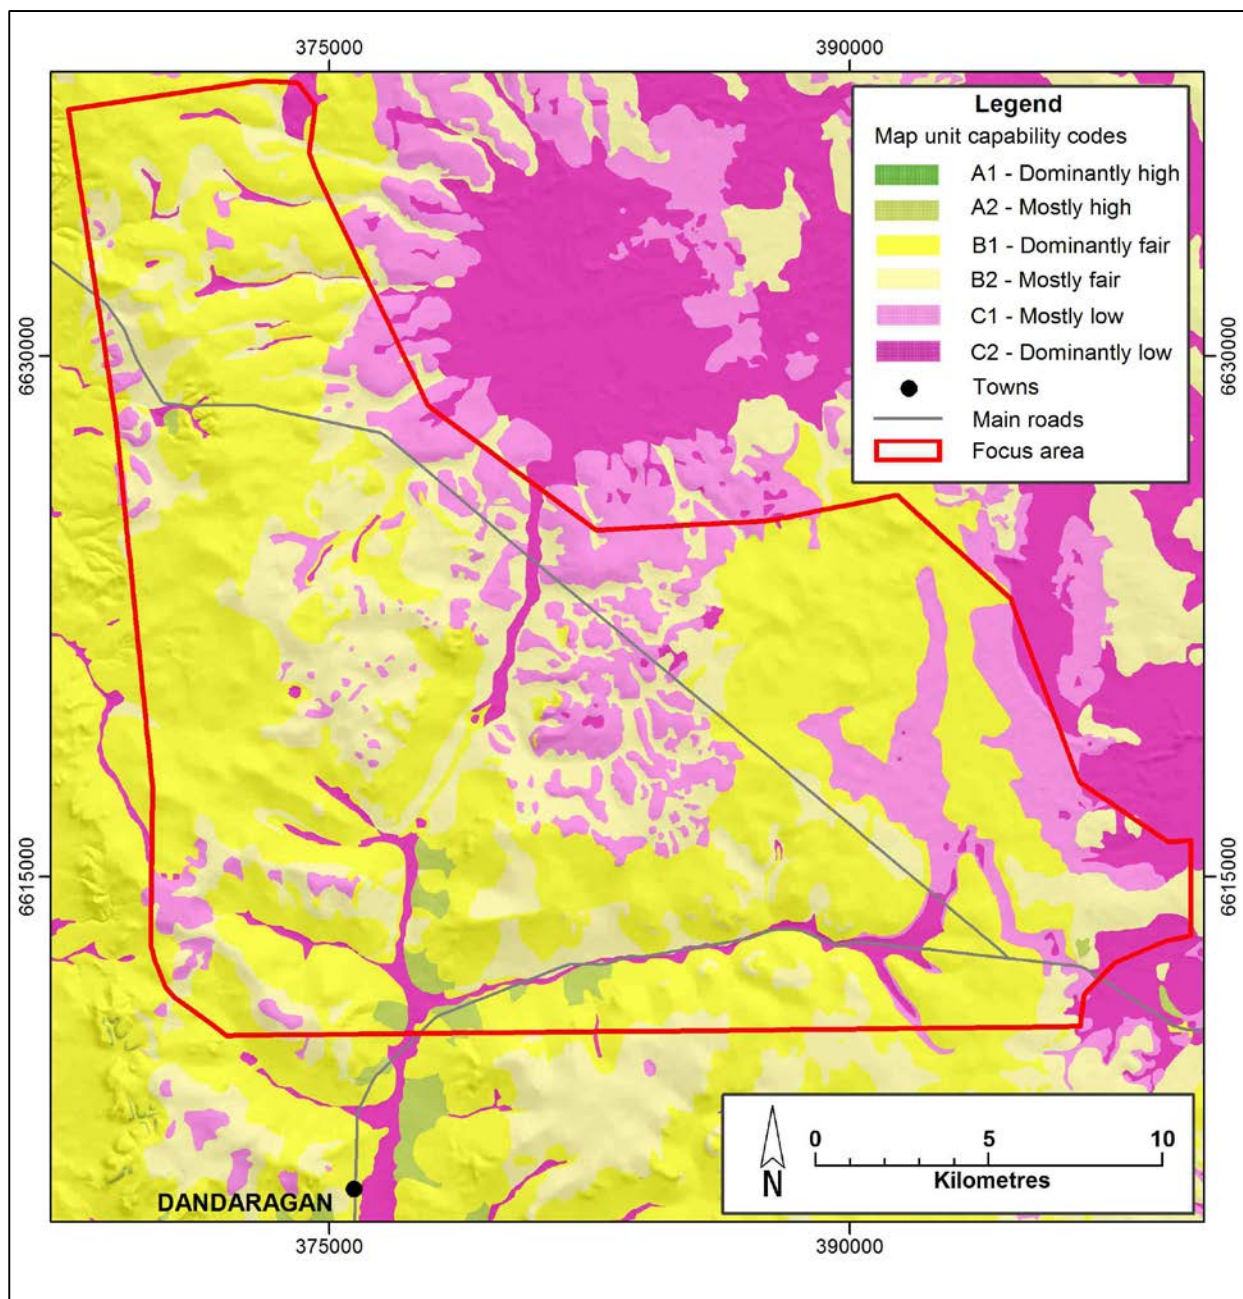 375000
390000
Legend
Map unit capability codes
A1 - Dominantly high
A2 - Mostly high
B1 - Dominantly fair
B2 - Mostly fair
C1 - Mostly low
C2 - Dominantly low
Towns
Main roads
Focus area
6630000
6630000
6615000
6615000
DANDARAGAN
N
0
5
10
Kilometres
375000
390000